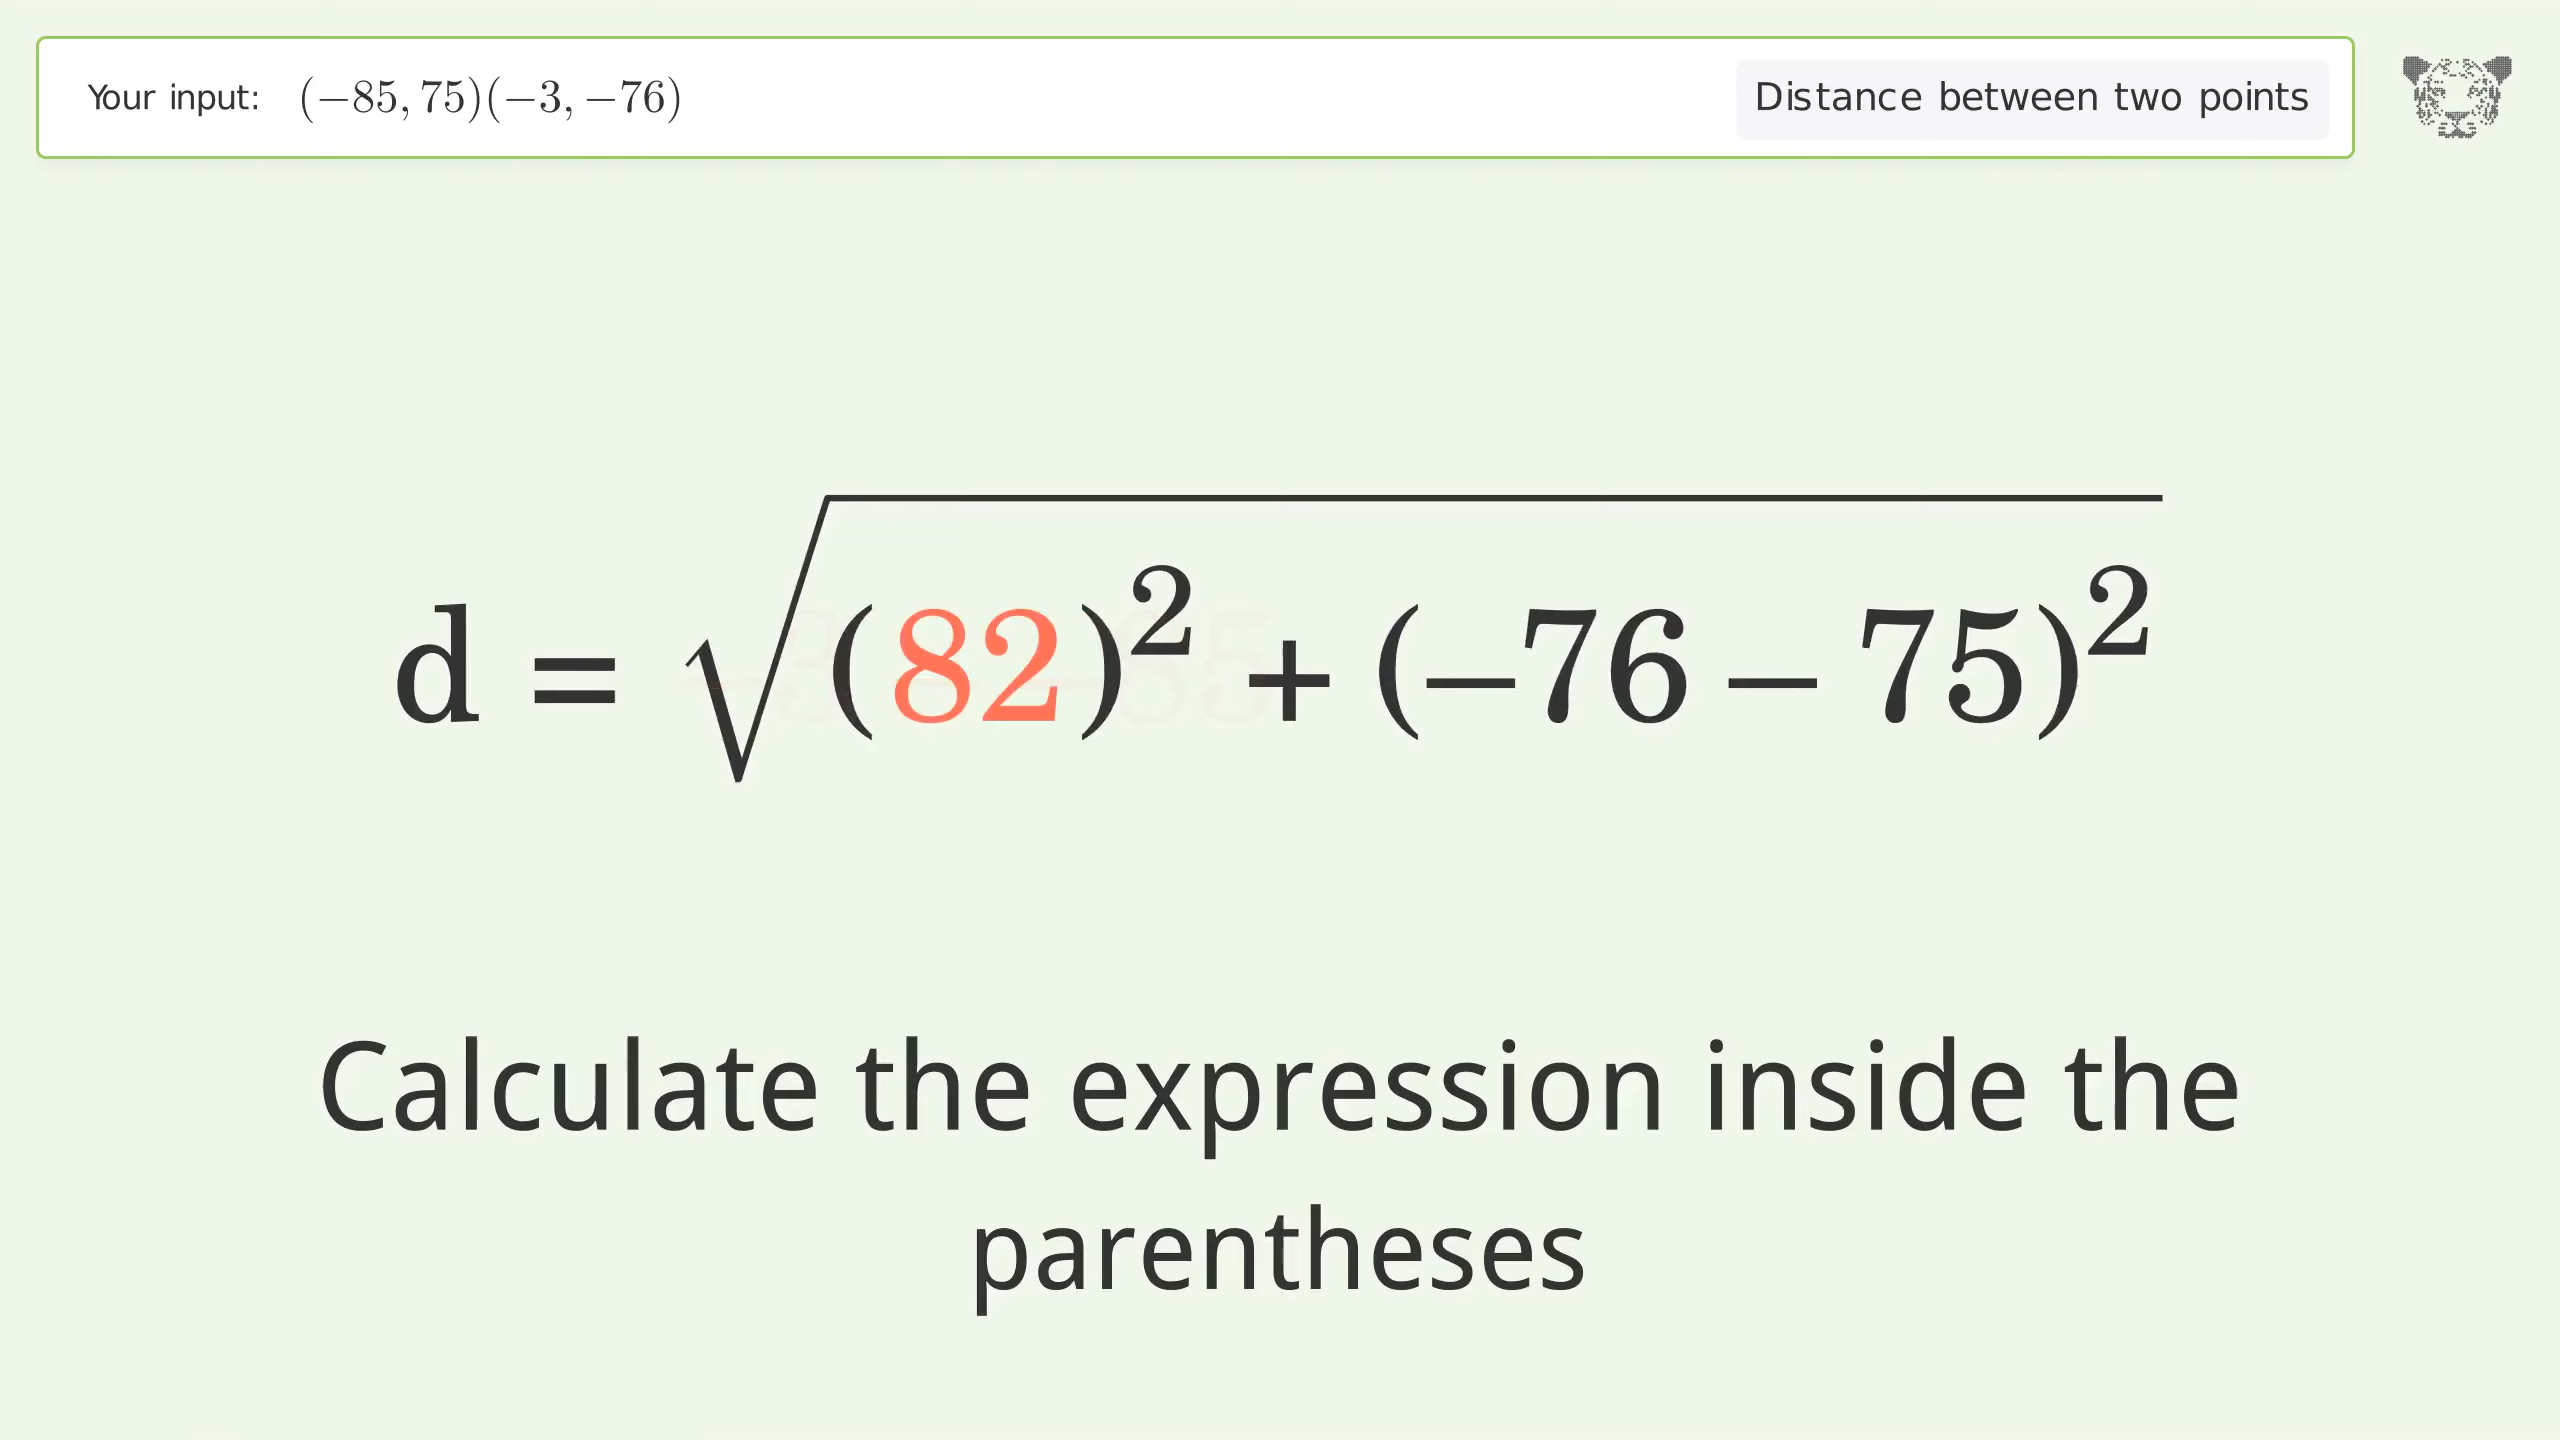 Your input: (−85, 75)(−3, −76)
Distance between two points
d = √(82)² + (−76 − 75)²
Calculate the expression inside the
parentheses